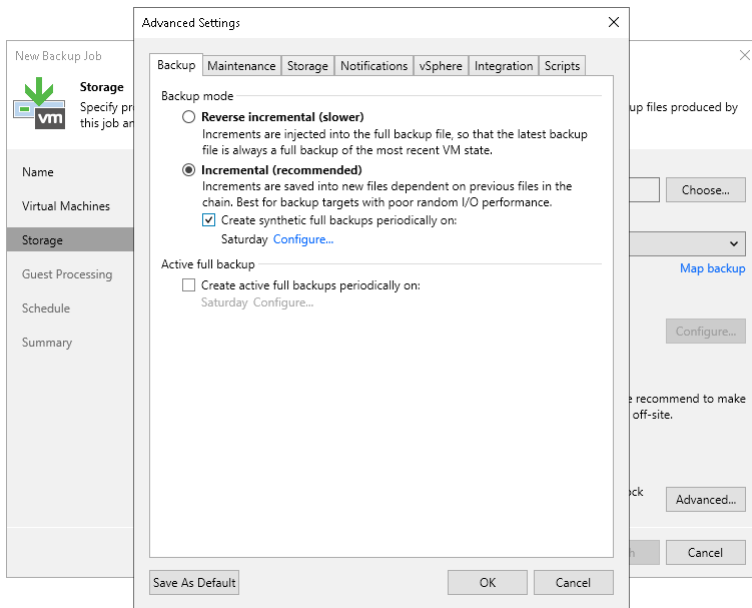 Advanced Settings
New Backup Job
Storage
Specify
this job
up files produced by
Backup
Maintenance
Storage
Notifications
vSphere
Integration
Scripts
Backup mode
Reverse incremental (slower)
Increments are injected into the full backup file, so that the latest backup
file is always a full backup of the most recent VM state.
Incremental (recommended)
Increments are saved into new files dependent on previous files in the
chain. Best for backup targets with poor random I/O performance.
Create synthetic full backups periodically on:
Saturday Configure...
Active full backup
Create active full backups periodically on:
Saturday Configure...
Name
Virtual Machines
Storage
Guest Processing
Schedule
Summary
vm
Choose...
Map backup
Configure...
recommend to make
off-site.
Advanced...
Cancel
Save As Default
OK
Cancel